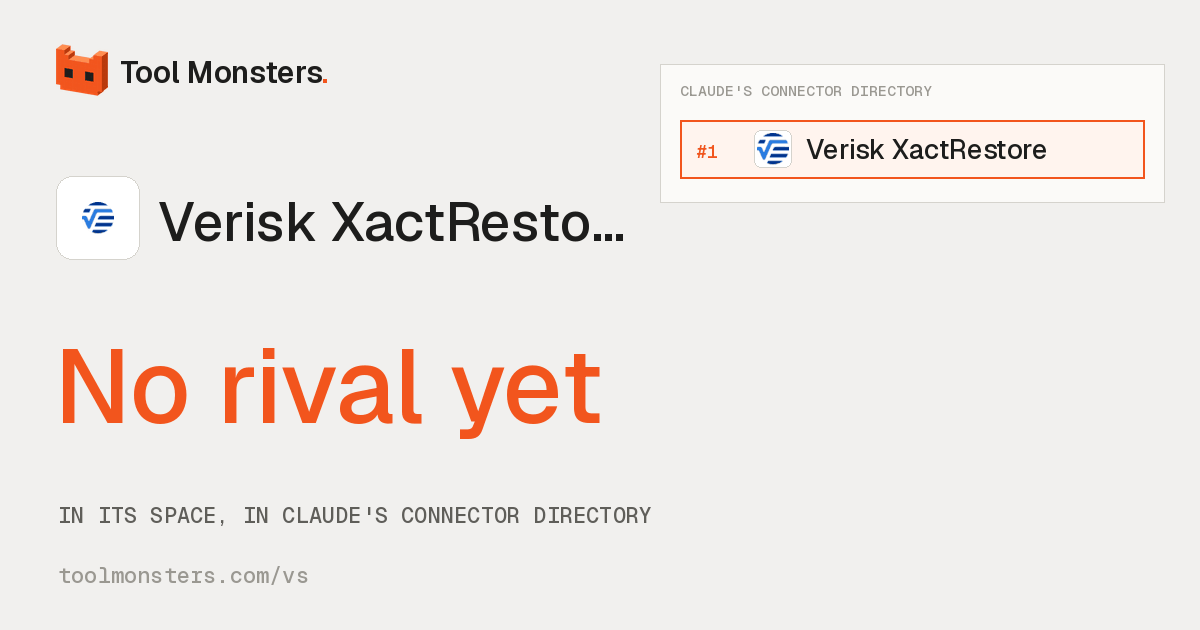 Tool Monsters.
CLAUDE'S CONNECTOR DIRECTORY
#1 Verisk XactRestore
Verisk XactResto...
No rival yet
IN ITS SPACE, IN CLAUDE'S CONNECTOR DIRECTORY
toolmonsters.com/vs